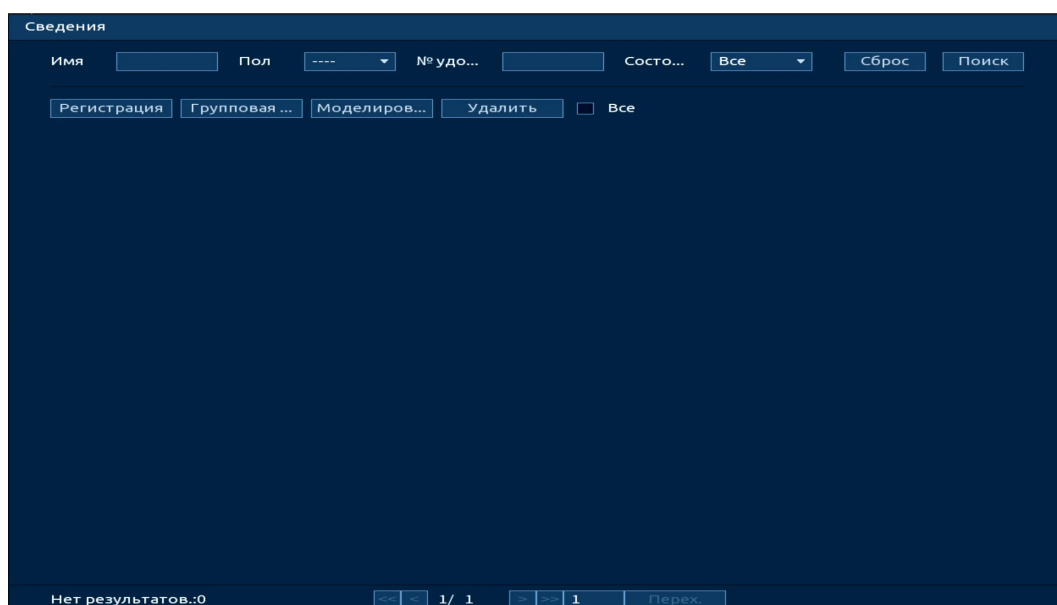 Сведения
Имя Пол ---- № удо... Состо... Все Сброс Поиск
Регистрация Групповая ... Моделиров... Удалить Все
Нет результатов.:0 << < 1/ 1 > >> 1 Перех.